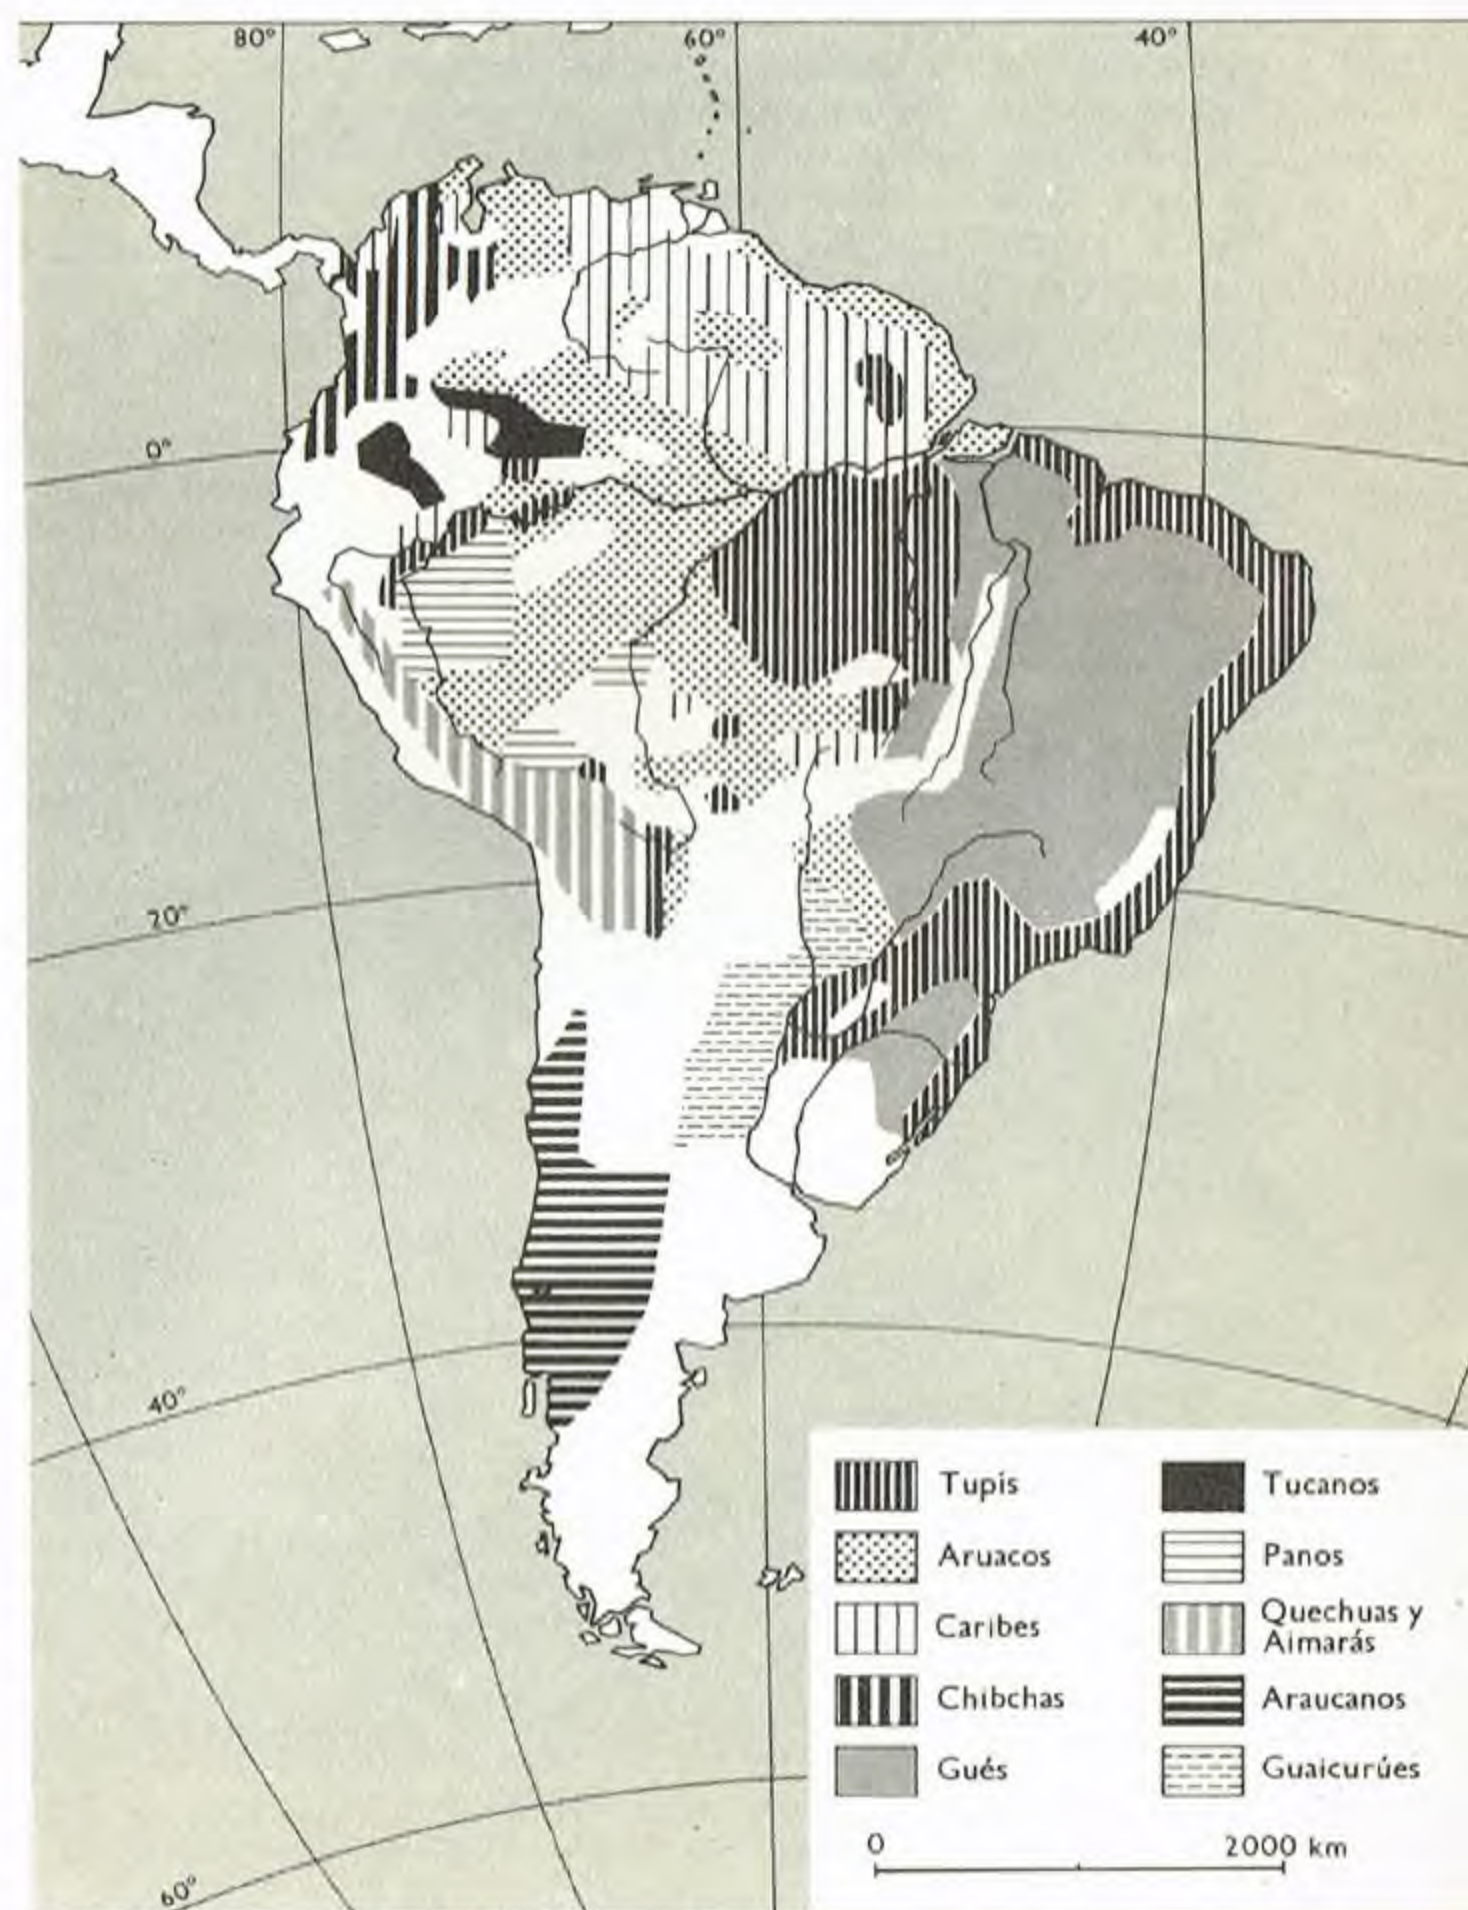 80°
60°
40°
0°
20°
40°
60°
Tupis
Aruacos
Caribes
Chibchas
Gués
Tucanos
Panos
Quechuas y
Aimarás
Araucanos
Guaicurúes
0
2000 km